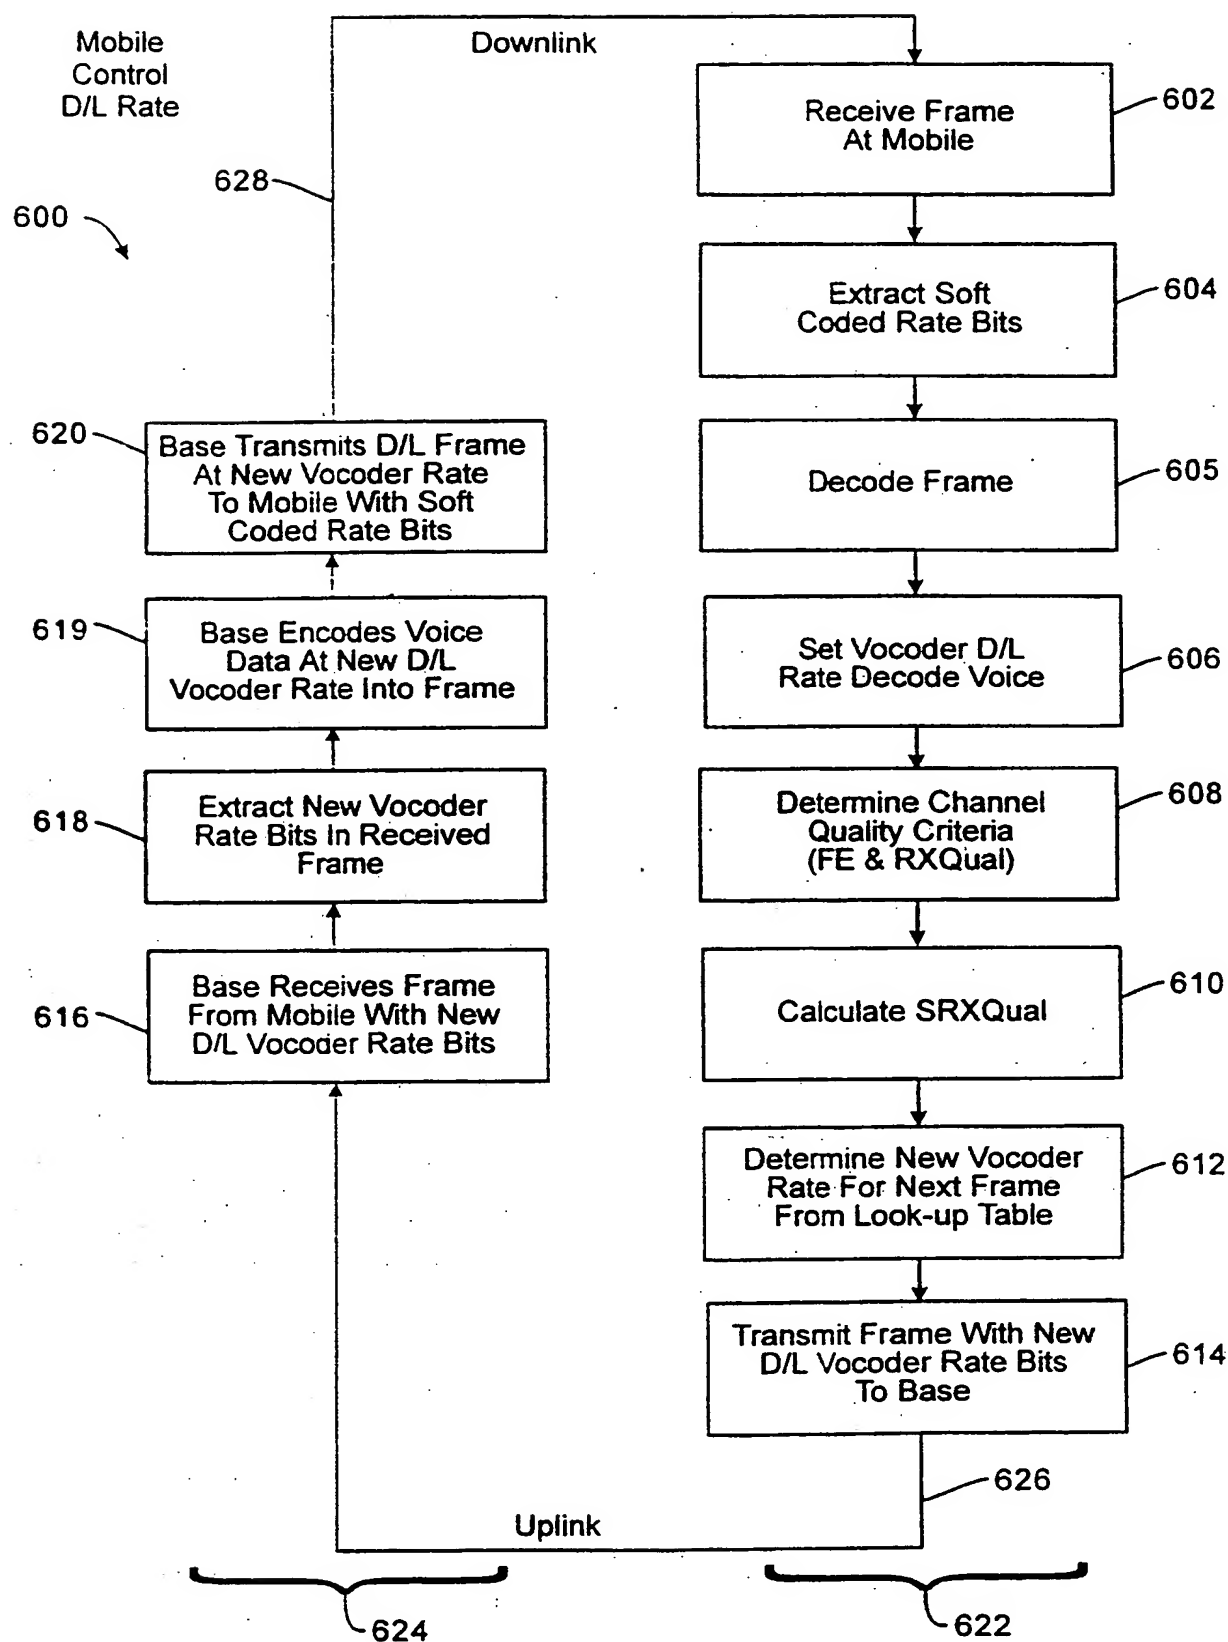 Mobile
Control
D/L Rate
Downlink
628
600
Receive Frame
At Mobile
602
Extract Soft
Coded Rate Bits
604
Decode Frame
605
Set Vocoder D/L
Rate Decode Voice
606
Determine Channel
Quality Criteria
(FE & RXQual)
608
Calculate SRXQual
610
Determine New Vocoder
Rate For Next Frame
From Look-up Table
612
Transmit Frame With New
D/L Vocoder Rate Bits
To Base
614
626
Uplink
620
Base Transmits D/L Frame
At New Vocoder Rate
To Mobile With Soft
Coded Rate Bits
619
Base Encodes Voice
Data At New D/L
Vocoder Rate Into Frame
618
Extract New Vocoder
Rate Bits In Received
Frame
616
Base Receives Frame
From Mobile With New
D/L Vocoder Rate Bits
624
622